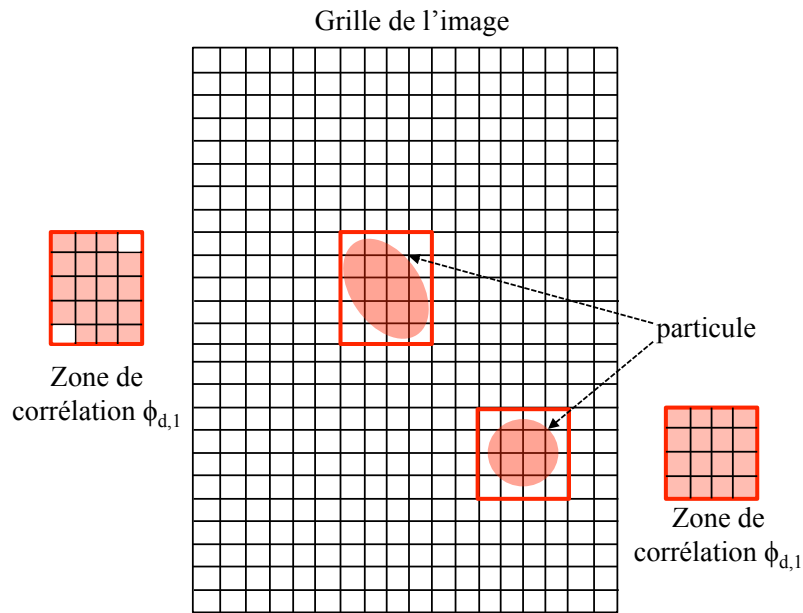 Grille de l’image
particule
Zone de
corrélation ϕd,1
Zone de
corrélation ϕd,1